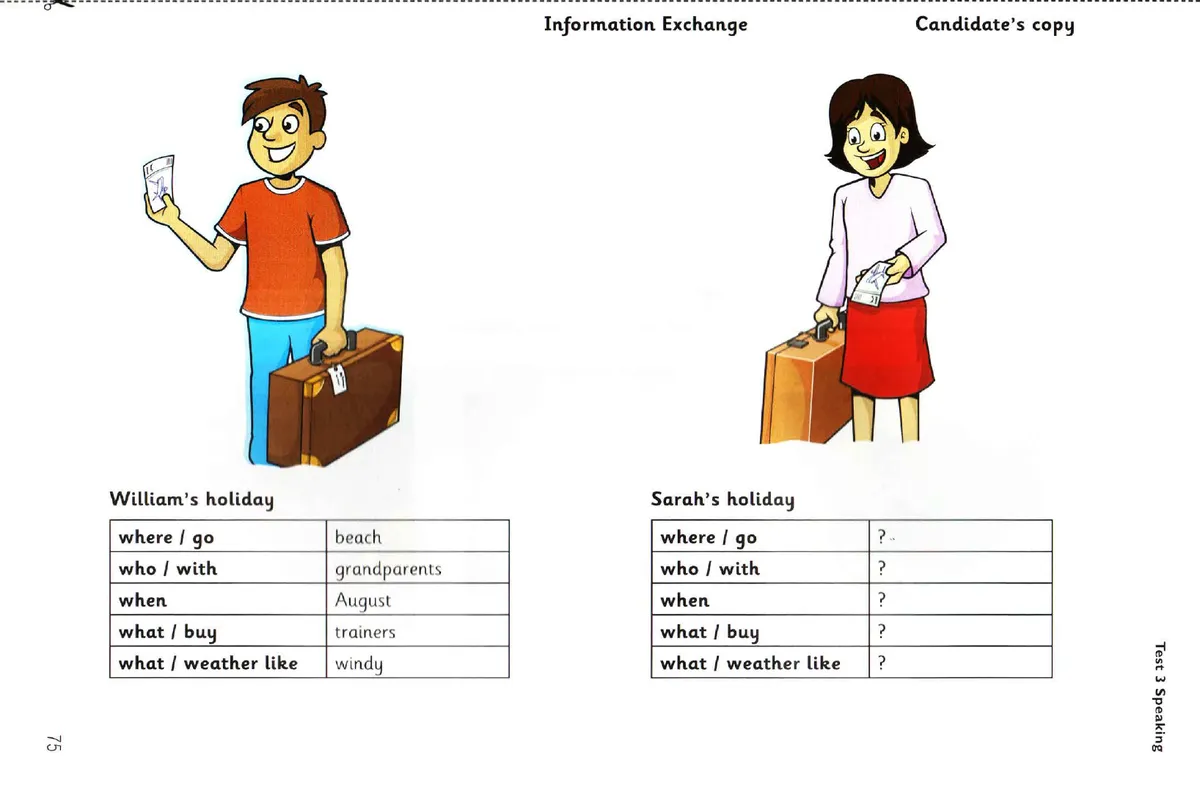 Information Exchange
Candidate's copy
William's holiday
where / go beach
who / with grandparents
when August
what / buy trainers
what / weather like windy
Sarah's holiday
where / go ?
who / with ?
when ?
what / buy ?
what / weather like ?
Test 3 Speaking
75